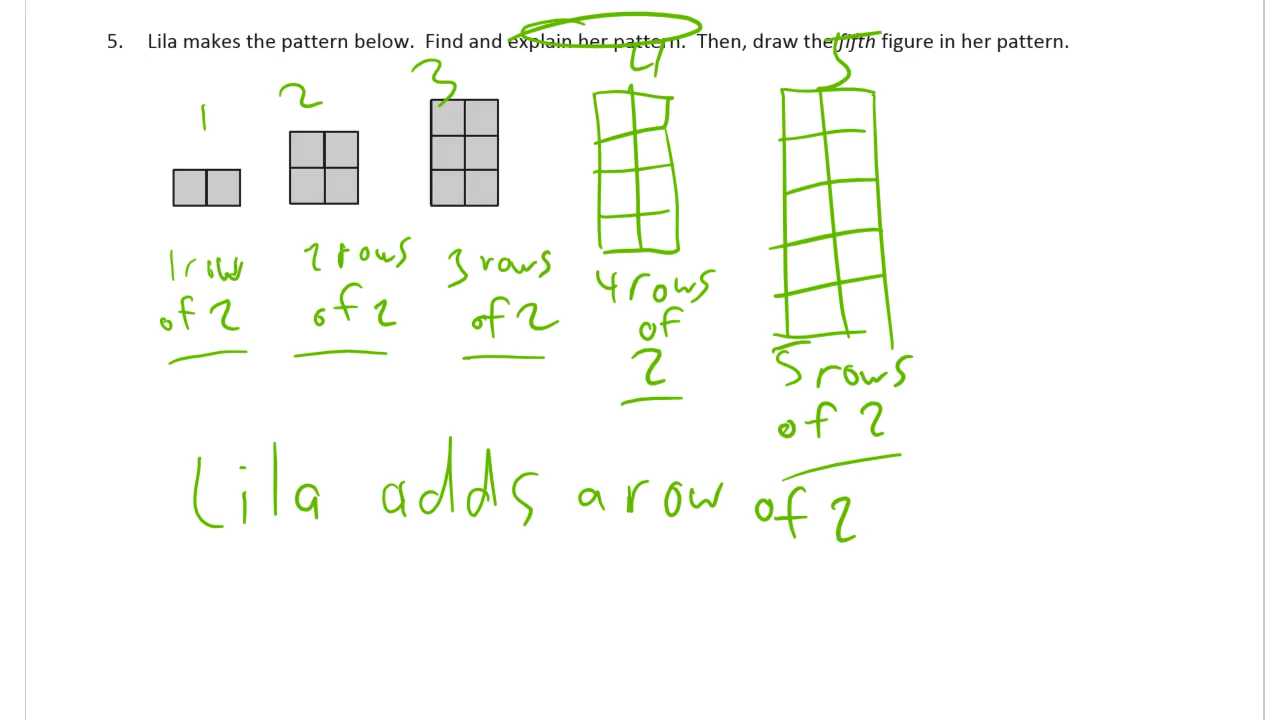 5. Lila makes the pattern below. Find and explain her pattern. Then, draw the fifth figure in her pattern.
1 2 3 4 5
1 row
of 2
2 rows
of 2
3 rows
of 2
4 rows
of
2
5 rows
of 2
Lila adds a row of 2